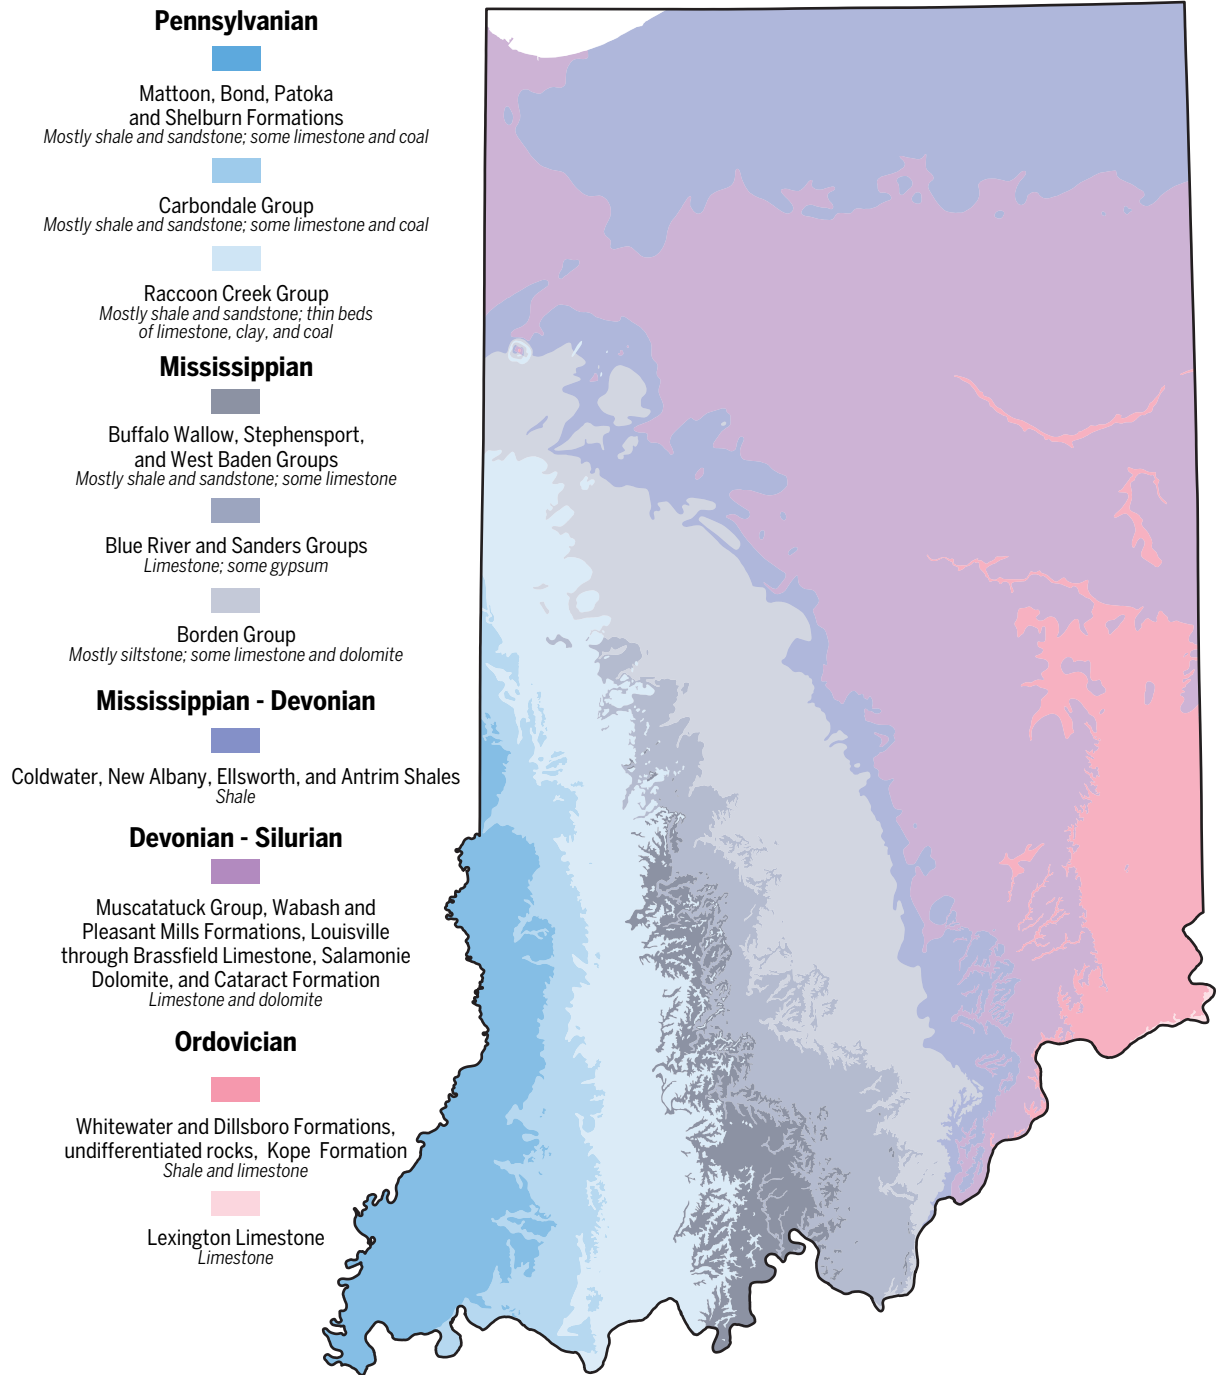 Pennsylvanian
Mattoon, Bond, Patoka
and Shelburn Formations
Mostly shale and sandstone; some limestone and coal
Carbondale Group
Mostly shale and sandstone; some limestone and coal
Raccoon Creek Group
Mostly shale and sandstone; thin beds
of limestone, clay, and coal
Mississippian
Buffalo Wallow, Stephensport,
and West Baden Groups
Mostly shale and sandstone; some limestone
Blue River and Sanders Groups
Limestone; some gypsum
Borden Group
Mostly siltstone; some limestone and dolomite
Mississippian - Devonian
Coldwater, New Albany, Ellsworth, and Antrim Shales
Shale
Devonian - Silurian
Muscatatuck Group, Wabash and
Pleasant Mills Formations, Louisville
through Brassfield Limestone, Salamonie
Dolomite, and Cataract Formation
Limestone and dolomite
Ordovician
Whitewater and Dillsboro Formations,
undifferentiated rocks, Kope Formation
Shale and limestone
Lexington Limestone
Limestone